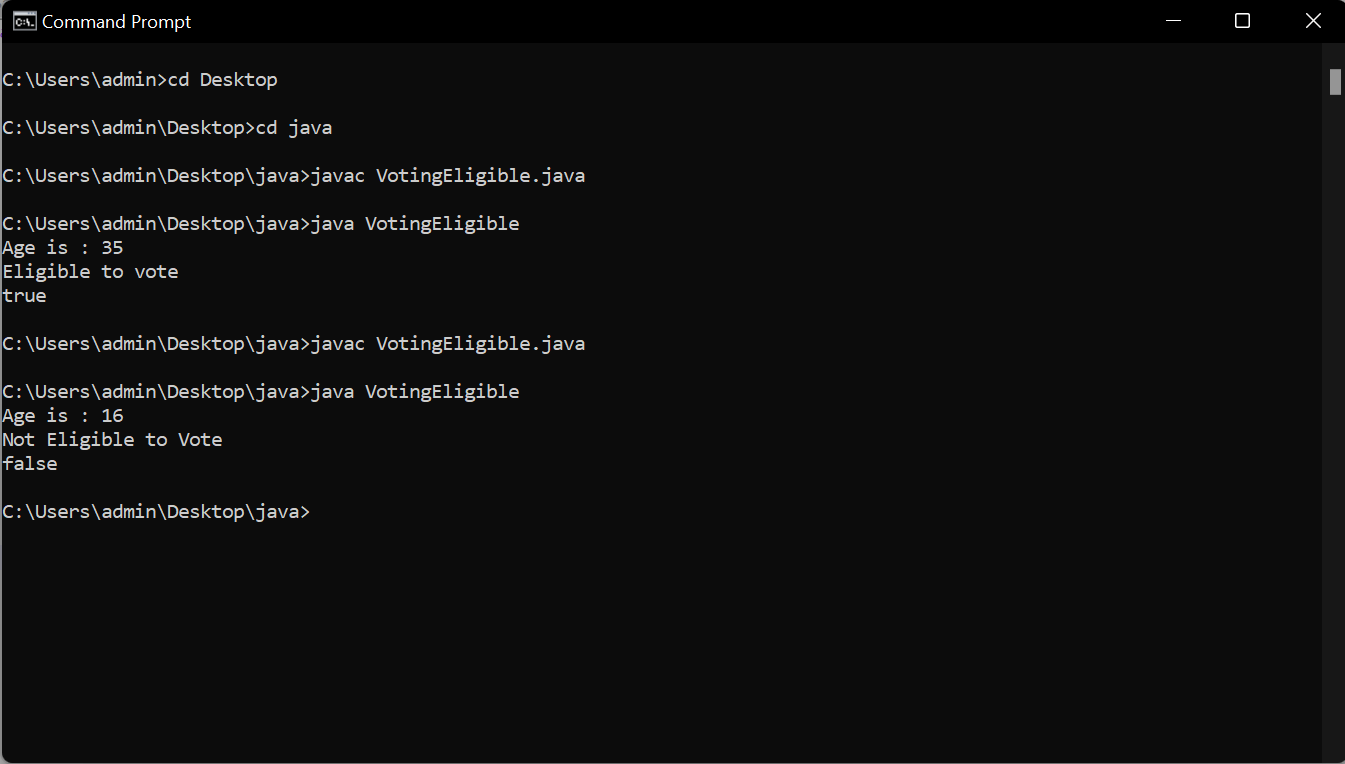 Command Prompt
C:\Users\admin>cd Desktop
C:\Users\admin\Desktop>cd java
C:\Users\admin\Desktop\java>javac VotingEligible.java
C:\Users\admin\Desktop\java>java VotingEligible
Age is : 35
Eligible to vote
true
C:\Users\admin\Desktop\java>javac VotingEligible.java
C:\Users\admin\Desktop\java>java VotingEligible
Age is : 16
Not Eligible to Vote
false
C:\Users\admin\Desktop\java>